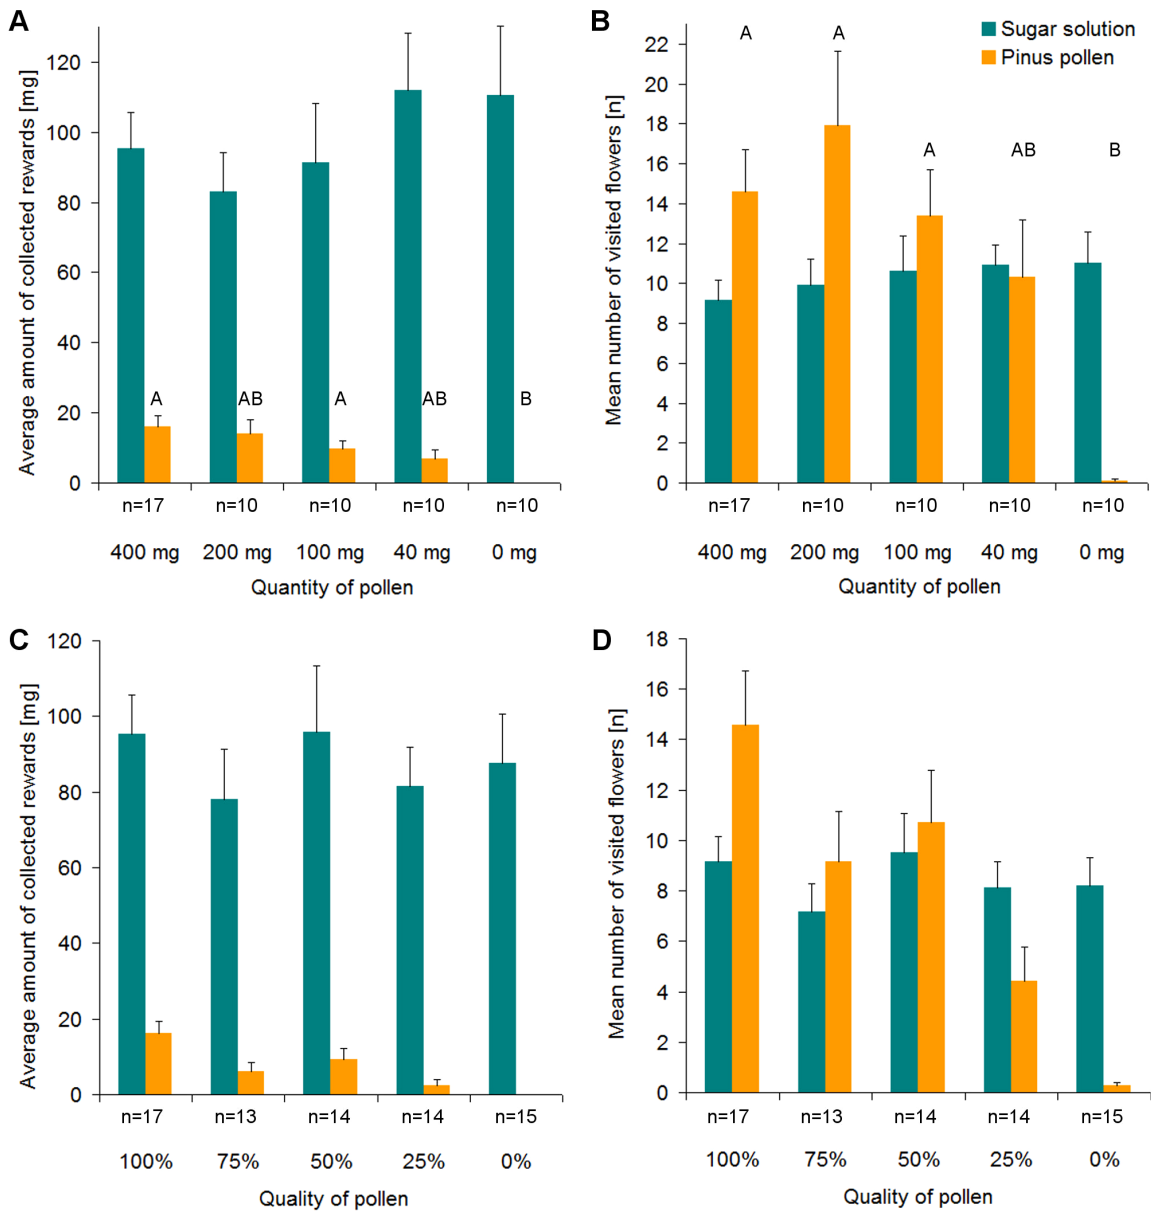 A
Average amount of collected rewards [mg]
120
100
80
60
40
20
0
A
AB
A
AB
B
n=17
n=10
n=10
n=10
n=10
400 mg
200 mg
100 mg
40 mg
0 mg
Quantity of pollen
B
Sugar solution
Pinus pollen
Mean number of visited flowers [n]
22
20
18
16
14
12
10
8
6
4
2
0
A
A
A
AB
B
n=17
n=10
n=10
n=10
n=10
400 mg
200 mg
100 mg
40 mg
0 mg
Quantity of pollen
C
Average amount of collected rewards [mg]
120
100
80
60
40
20
0
n=17
n=13
n=14
n=14
n=15
100%
75%
50%
25%
0%
Quality of pollen
D
Mean number of visited flowers [n]
18
16
14
12
10
8
6
4
2
0
n=17
n=13
n=14
n=14
n=15
100%
75%
50%
25%
0%
Quality of pollen